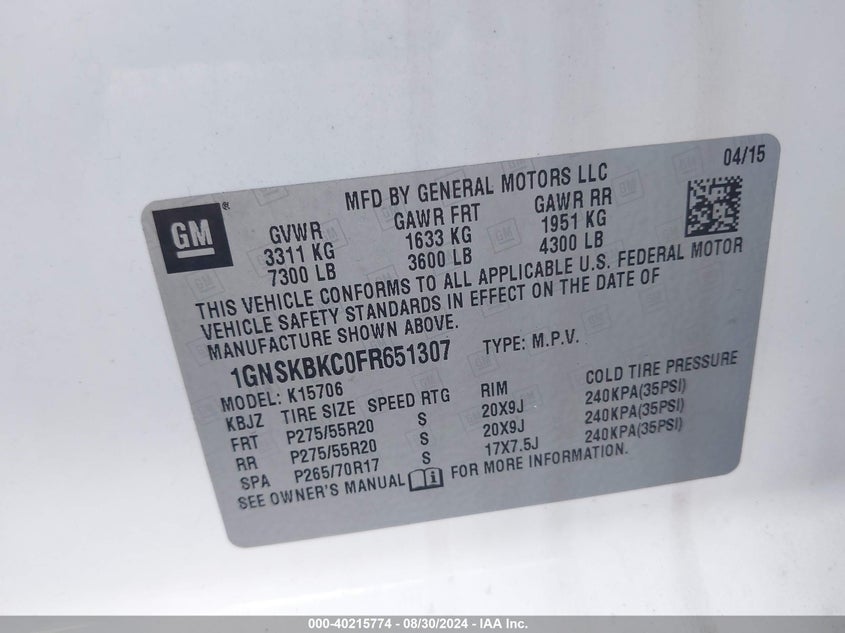 04/15
MFD BY GENERAL MOTORS LLC
GM®
GVWR GAWR FRT GAWR RR
3311 KG 1633 KG 1951 KG
7300 LB 3600 LB 4300 LB
THIS VEHICLE CONFORMS TO ALL APPLICABLE U.S. FEDERAL MOTOR
VEHICLE SAFETY STANDARDS IN EFFECT ON THE DATE OF
MANUFACTURE SHOWN ABOVE.
1GNSKBKC0FR651307 TYPE: M.P.V.
MODEL: K15706
KBJZ TIRE SIZE SPEED RTG RIM COLD TIRE PRESSURE
FRT P275/55R20 S 20X9J 240KPA(35PSI)
RR P275/55R20 S 20X9J 240KPA(35PSI)
SPA P265/70R17 S 17X7.5J 240KPA(35PSI)
SEE OWNER'S MANUAL FOR MORE INFORMATION.
000-40215774 - 08/30/2024 - IAA Inc.